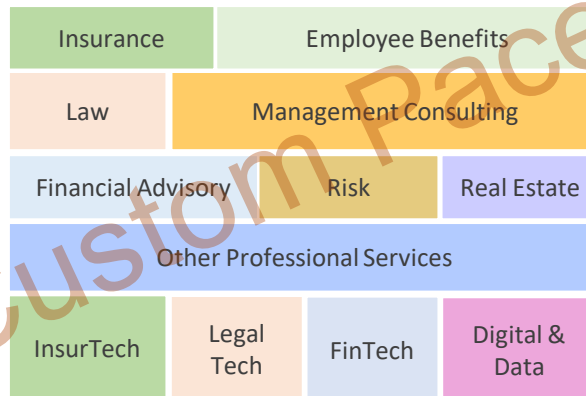 Insurance
Employee Benefits
Law
Management Consulting
Financial Advisory
Risk
Real Estate
Other Professional Services
InsurTech
Legal
Tech
FinTech
Digital &
Data
Custom Pace